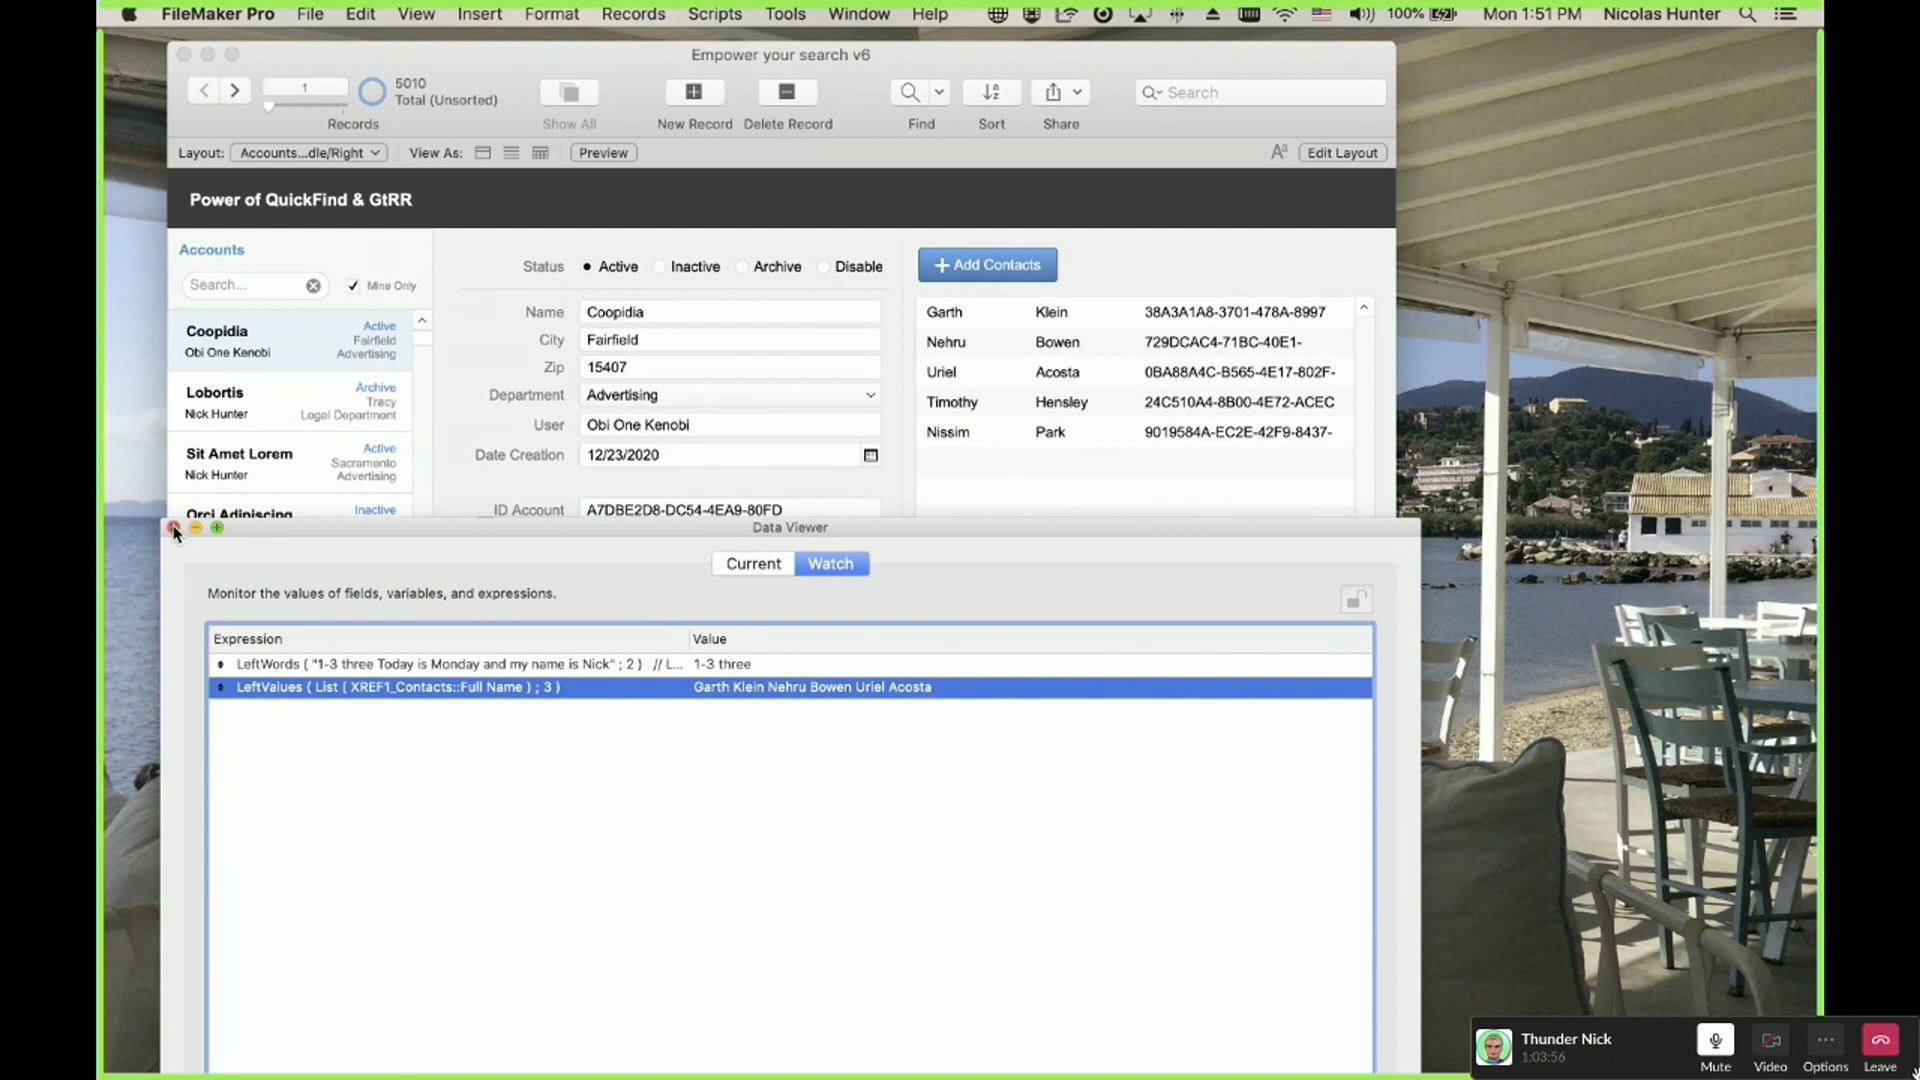 FileMaker Pro File Edit View Insert Format Records Scripts Tools Window Help 100% Mon 1:51 PM Nicolas Hunter
Empower your search v6
1 5010
Total (Unsorted)
Search
Records Show All New Record Delete Record Find Sort Share
Layout: Accounts...dle/Right View As: Preview Aa Edit Layout
Power of QuickFind & GtRR
Accounts
Search... Mine Only
Coopidia Active
Fairfield
Obi One Kenobi Advertising
Lobortis Archive
Tracy
Nick Hunter Legal Department
Sit Amet Lorem Active
Sacramento
Nick Hunter Advertising
Orci Adipiscing Inactive
Status Active Inactive Archive Disable
Name Coopidia
City Fairfield
Zip 15407
Department Advertising
User Obi One Kenobi
Date Creation 12/23/2020
__ID Account A7DBE2D8-DC54-4EA9-80FD
+ Add Contacts
Garth Klein 38A3A1A8-3701-478A-8997
Nehru Bowen 729DCAC4-71BC-40E1-
Uriel Acosta 0BA88A4C-B565-4E17-802F-
Timothy Hensley 24C510A4-8B00-4E72-ACEC
Nissim Park 9019584A-EC2E-42F9-8437-
Data Viewer
Current Watch
Monitor the values of fields, variables, and expressions.
Expression Value
LeftWords ( "1-3 three Today is Monday and my name is Nick" ; 2 ) // L... 1-3 three
LeftValues ( List ( XREF1_Contacts::Full Name ) ; 3 ) Garth Klein Nehru Bowen Uriel Acosta
Thunder Nick
1:03:56
Mute Video Options Leave